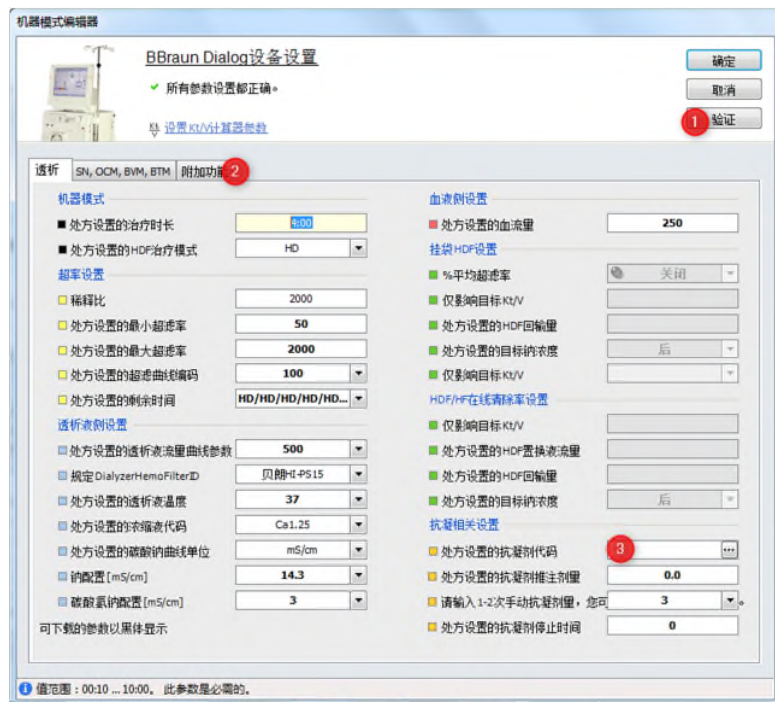 机器模式编辑器
BBraun Dialog设备设置
所有参数设置都正确。
设置Kt/V计算器参数
确定
取消
1 验证
透析 SN, OCM, BVM, BTM 附加功能 2
机器模式
处方设置的治疗时长 4:00
处方设置的HDF治疗模式 HD
超率设置
稀释比 2000
处方设置的最小超滤率 50
处方设置的最大超滤率 2000
处方设置的超滤曲线编码 100
处方设置的剩余时间 HD/HD/HD/HD/HD...
透析液侧设置
处方设置的透析液流量曲线参数 500
规定DialyzerHemoFilterID 贝朗HI-PS15
处方设置的透析液温度 37
处方设置的浓缩液代码 Ca1.25
处方设置的碳酸钠曲线单位 mS/cm
钠配置[mS/cm] 14.3
碳酸氢钠配置[mS/cm] 3
可下载的参数以黑体显示
血液侧设置
处方设置的血流量 250
挂袋HDF设置
%平均超滤率 关闭
仅影响目标Kt/V
处方设置的HDF回输量
处方设置的目标钠浓度 后
仅影响目标Kt/V
HDF/HF在线清除率设置
仅影响目标Kt/V
处方设置的HDF置换液流量
处方设置的HDF回输量
处方设置的目标钠浓度 后
抗凝相关设置
处方设置的抗凝剂代码 3 ...
处方设置的抗凝剂推注剂量 0.0
请输入1-2次手动抗凝剂量，您可 3 。
处方设置的抗凝剂停止时间 0
值范围：00:10 ... 10:00。 此参数是必需的。